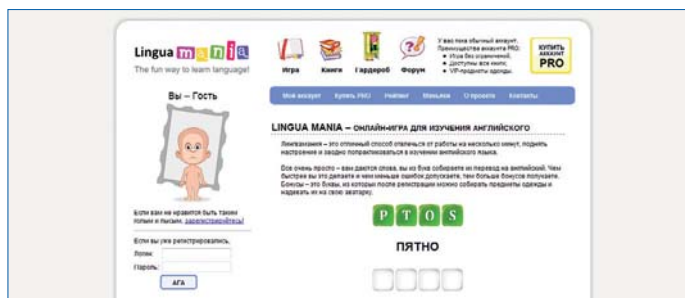 Lingua mania
The fun way to learn language!
Игра
Книги
Гардероб
Форум
У вас пока обычный аккаунт.
Преимущества аккаунта PRO:
• Игра без ограничений;
• Доступны все книги;
• VIP-предметы одежды.
КУПИТЬ
АККАУНТ
PRO
Мой аккаунт Купить PRO Рейтинг Маньяки О проекте Контакты
Вы – Гость
Если вам не нравится быть таким
голым и лысым, зарегистрируйтесь!
Если вы уже регистрировались,
Логин:
Пароль:
АГА
LINGUA MANIA – ОНЛАЙН-ИГРА ДЛЯ ИЗУЧЕНИЯ АНГЛИЙСКОГО
Лингвамания – это отличный способ отвлечься от работы на несколько минут, поднять
настроение и заодно попрактиковаться в изучении английского языка.
Все очень просто – вам даются слова, вы из букв собираете их перевод на английский. Чем
быстрее вы это делаете и чем меньше ошибок допускаете, тем больше бонусов получаете.
Бонусы – это буквы, из которых после регистрации можно собирать предметы одежды и
надевать их на свою аватарку.
P T O S
ПЯТНО